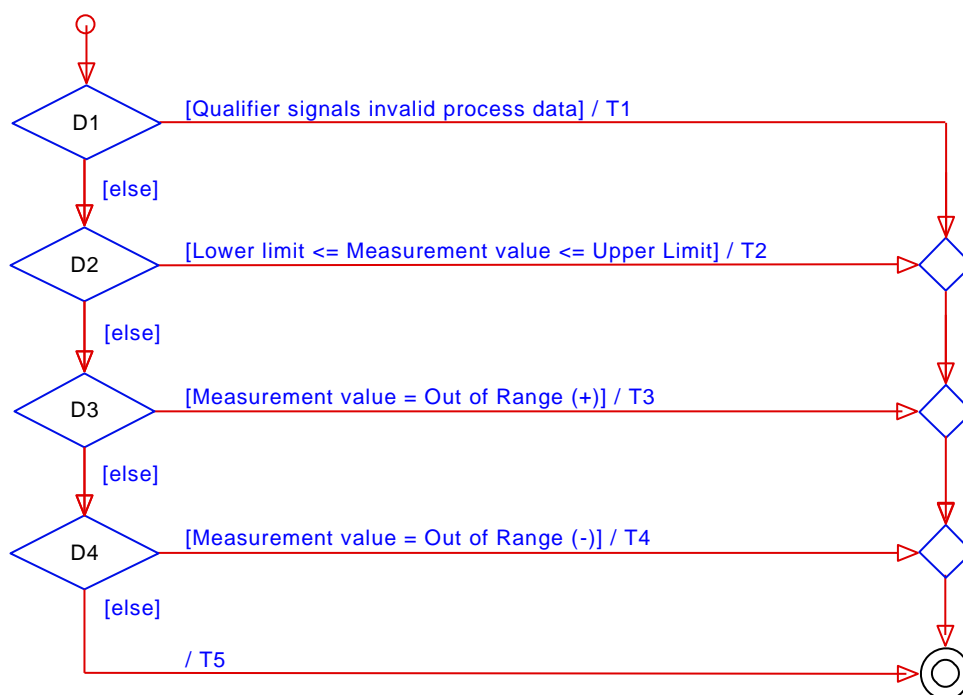 [Qualifier signals invalid process data] / T1
D1
[else]
[Lower limit <= Measurement value <= Upper Limit] / T2
D2
[else]
[Measurement value = Out of Range (+)] / T3
D3
[else]
[Measurement value = Out of Range (-)] / T4
D4
[else]
/ T5